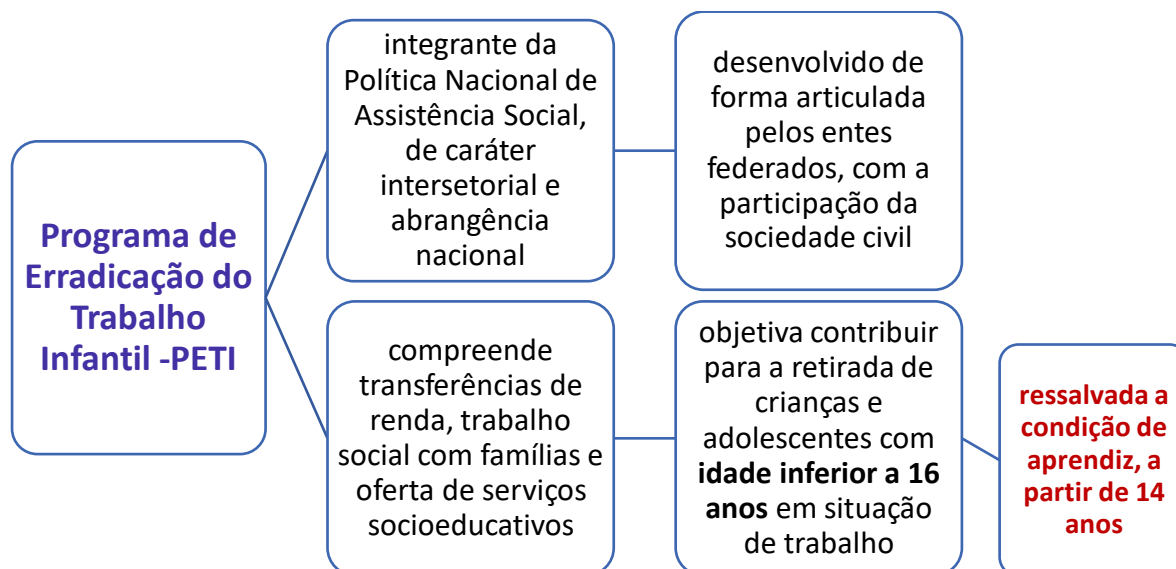 Programa de
Erradicação do
Trabalho
Infantil -PETI
integrante da
Política Nacional de
Assistência Social,
de caráter
intersetorial e
abrangência
nacional
desenvolvido de
forma articulada
pelos entes
federados, com a
participação da
sociedade civil
compreende
transferências de
renda, trabalho
social com famílias e
oferta de serviços
socioeducativos
objetiva contribuir
para a retirada de
crianças e
adolescentes com
idade inferior a 16
anos em situação
de trabalho
ressalvada a
condição de
aprendiz, a
partir de 14
anos